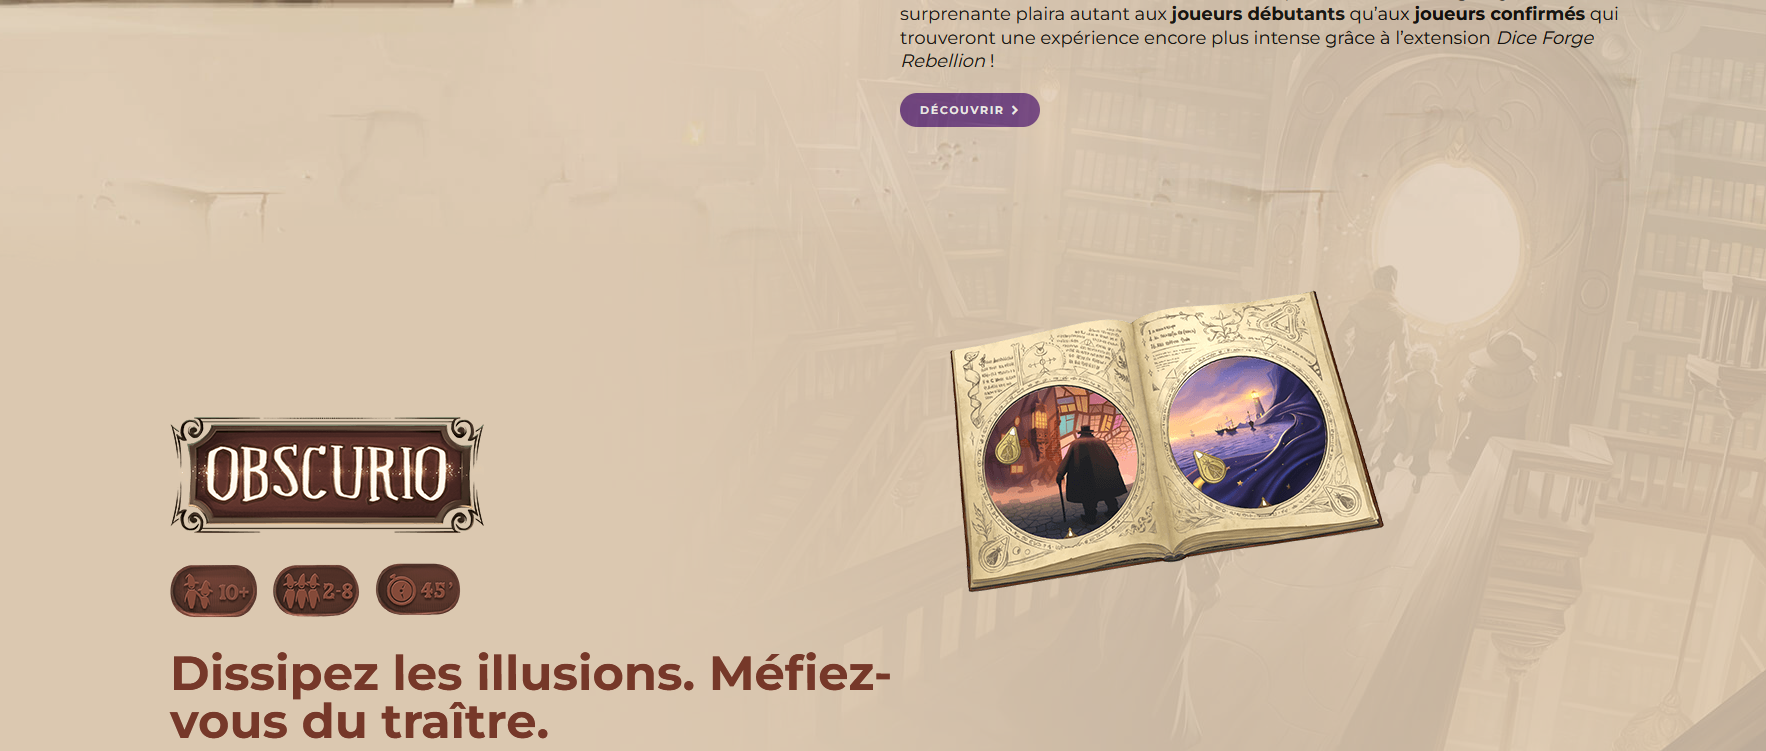 surprenante plaira autant aux joueurs débutants qu’aux joueurs confirmés qui
trouveront une expérience encore plus intense grâce à l’extension Dice Forge
Rebellion !
DÉCOUVRIR
OBSCURIO
10+
2-8
45’
Dissipez les illusions. Méfiez-
vous du traître.